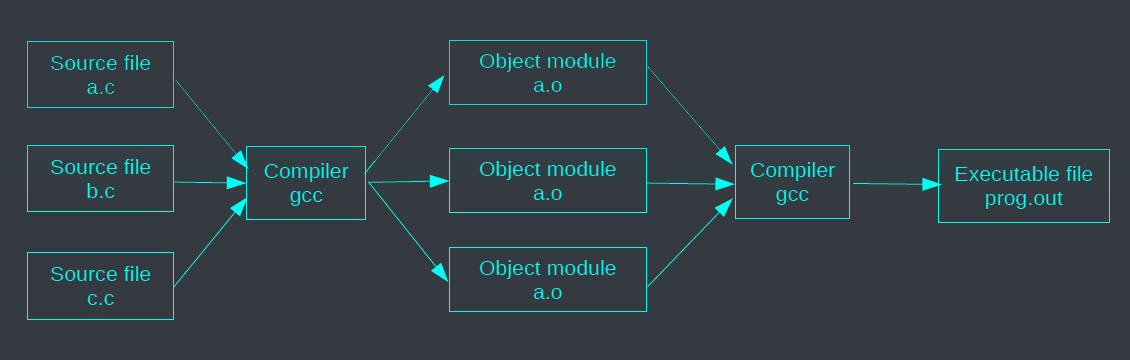 Source file
a.c
Source file
b.c
Source file
c.c
Compiler
gcc
Object module
a.o
Object module
a.o
Object module
a.o
Compiler
gcc
Executable file
prog.out